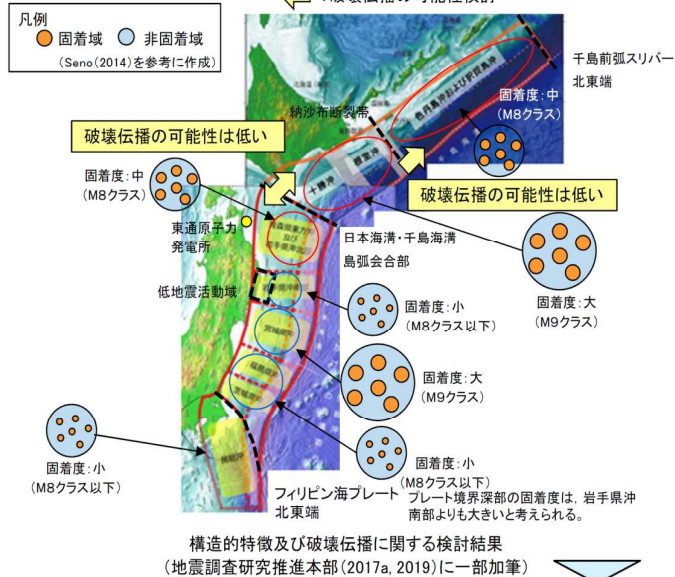 破壊伝播の可能性検討
凡例
固着域 非固着域
(Seno(2014)を参考に作成)
千島前弧スリバー
北東端
色丹島沖および択捉島沖
固着度:中
(M8クラス)
納沙布断裂帯
破壊伝播の可能性は低い
根室沖
十勝沖
千島海溝
固着度:中
(M8クラス)
破壊伝播の可能性は低い
東通原子力
発電所
青森県東方沖
及び
岩手県沖北部
日本海溝・千島海溝
島弧会合部
低地震活動域
固着度:小
(M8クラス以下)
固着度:大
(M9クラス)
宮城県沖
固着度:大
(M9クラス)
福島県沖
茨城県沖
固着度:小
(M8クラス以下)
房総沖
固着度:小
(M8クラス以下)
フィリピン海プレート
北東端
プレート境界深部の固着度は,岩手県沖
南部よりも大きいと考えられる。
構造的特徴及び破壊伝播に関する検討結果
(地震調査研究推進本部(2017a, 2019)に一部加筆)